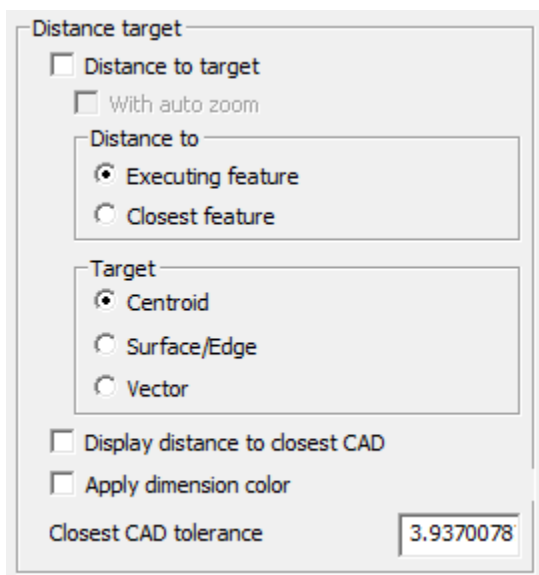 Distance target
Distance to target
With auto zoom
Distance to
Executing feature
Closest feature
Target
Centroid
Surface/Edge
Vector
Display distance to closest CAD
Apply dimension color
Closest CAD tolerance 3.9370078